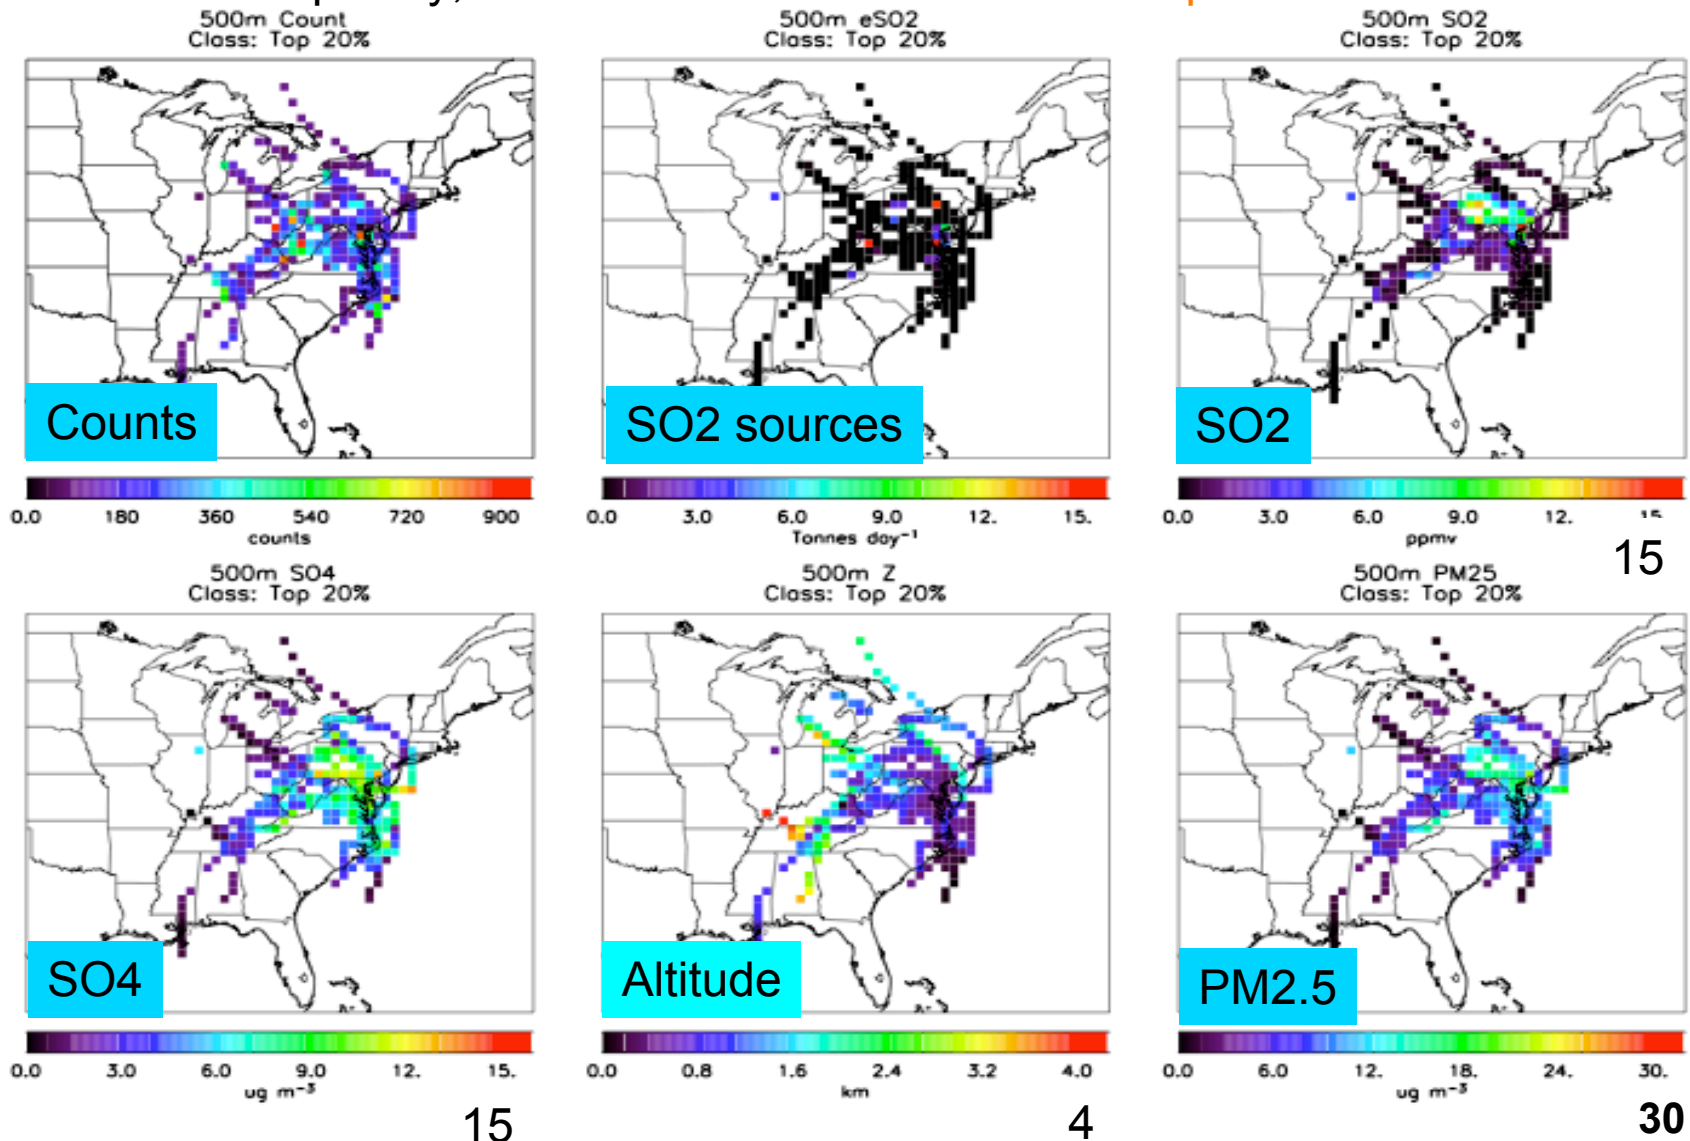 500m Count
Class: Top 20%
500m eSO2
Class: Top 20%
500m SO2
Class: Top 20%
Counts
SO2 sources
SO2
0.0 180 360 540 720 900
counts
0.0 3.0 6.0 9.0 12. 15.
Tonnes day⁻¹
0.0 3.0 6.0 9.0 12.
ppmv
15
500m SO4
Class: Top 20%
500m Z
Class: Top 20%
500m PM25
Class: Top 20%
SO4
Altitude
PM2.5
0.0 3.0 6.0 9.0 12. 15.
ug m⁻³
15
0.0 0.8 1.6 2.4 3.2 4.0
km
4
0.0 6.0 12. 18. 24. 30.
ug m⁻³
30